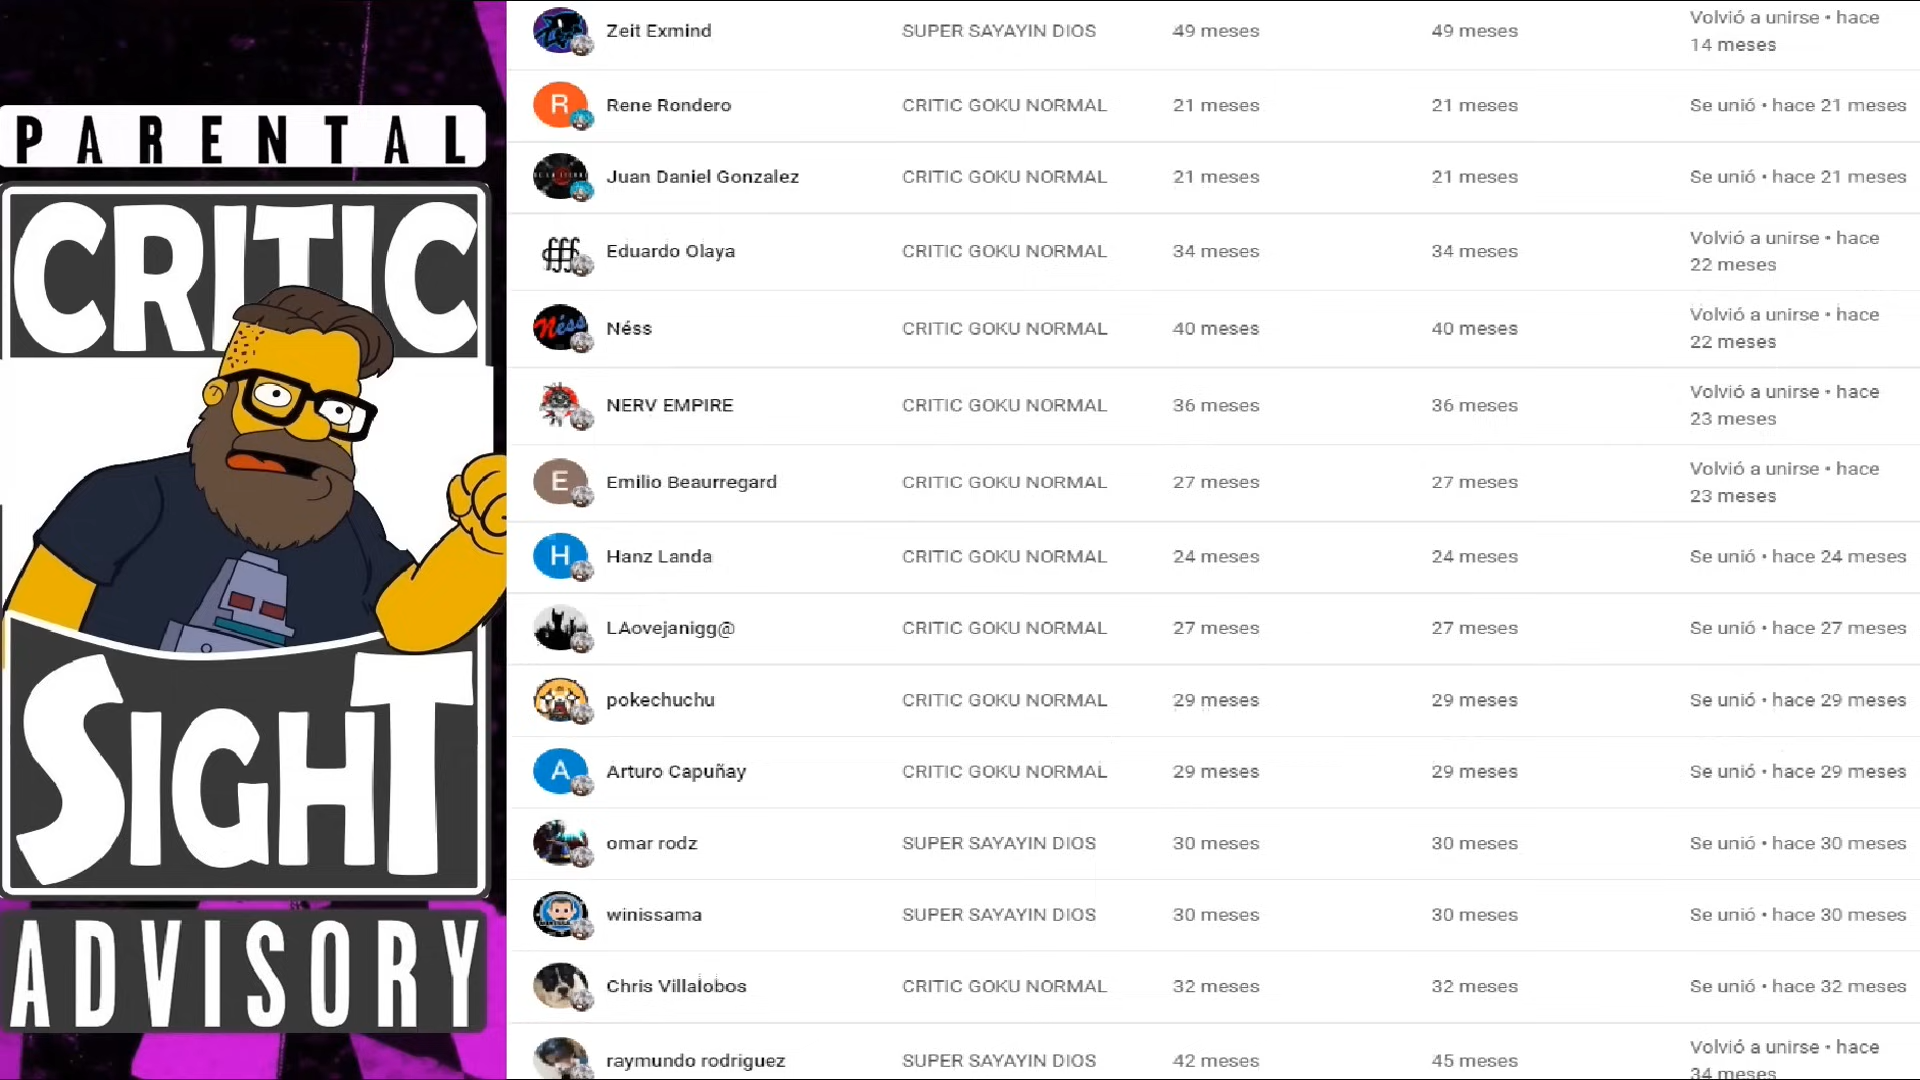 PARENTAL
CRITIC
SIGHT
ADVISORY
Zeit Exmind SUPER SAYAYIN DIOS 49 meses 49 meses Volvió a unirse • hace
14 meses
R Rene Rondero CRITIC GOKU NORMAL 21 meses 21 meses Se unió • hace 21 meses
Juan Daniel Gonzalez CRITIC GOKU NORMAL 21 meses 21 meses Se unió • hace 21 meses
Eduardo Olaya CRITIC GOKU NORMAL 34 meses 34 meses Volvió a unirse • hace
22 meses
Néss Néss CRITIC GOKU NORMAL 40 meses 40 meses Volvió a unirse • hace
22 meses
NERV EMPIRE CRITIC GOKU NORMAL 36 meses 36 meses Volvió a unirse • hace
23 meses
E Emilio Beaurregard CRITIC GOKU NORMAL 27 meses 27 meses Volvió a unirse • hace
23 meses
H Hanz Landa CRITIC GOKU NORMAL 24 meses 24 meses Se unió • hace 24 meses
LAovejanigg@ CRITIC GOKU NORMAL 27 meses 27 meses Se unió • hace 27 meses
pokechuchu CRITIC GOKU NORMAL 29 meses 29 meses Se unió • hace 29 meses
A Arturo Capuñay CRITIC GOKU NORMAL 29 meses 29 meses Se unió • hace 29 meses
omar rodz SUPER SAYAYIN DIOS 30 meses 30 meses Se unió • hace 30 meses
winissama SUPER SAYAYIN DIOS 30 meses 30 meses Se unió • hace 30 meses
Chris Villalobos CRITIC GOKU NORMAL 32 meses 32 meses Se unió • hace 32 meses
raymundo rodriguez SUPER SAYAYIN DIOS 42 meses 45 meses Volvió a unirse • hace
34 meses